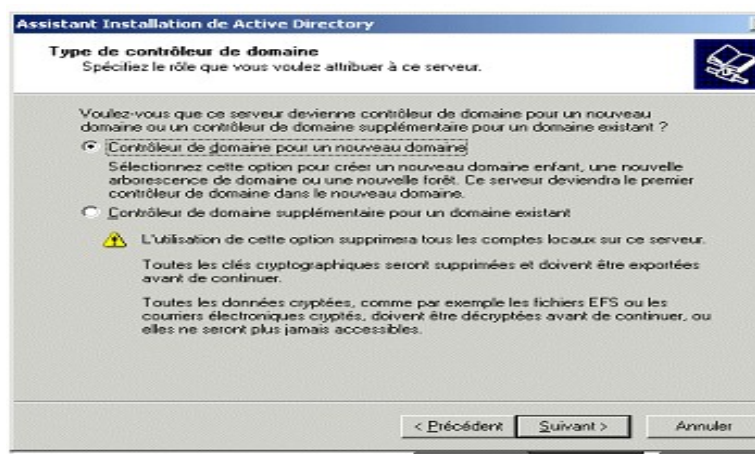 Assistant Installation de Active Directory
Type de contrôleur de domaine
Spécifiez le rôle que vous voulez attribuer à ce serveur.
Voulez-vous que ce serveur devienne contrôleur de domaine pour un nouveau
domaine ou un contrôleur de domaine supplémentaire pour un domaine existant ?
Contrôleur de domaine pour un nouveau domaine
Sélectionnez cette option pour créer un nouveau domaine enfant, une nouvelle
arborescence de domaine ou une nouvelle forêt. Ce serveur deviendra le premier
contrôleur de domaine dans le nouveau domaine.
Contrôleur de domaine supplémentaire pour un domaine existant
L'utilisation de cette option supprimera tous les comptes locaux sur ce serveur.
Toutes les clés cryptographiques seront supprimées et doivent être exportées
avant de continuer.
Toutes les données cryptées, comme par exemple les fichiers EFS ou les
courriers électroniques cryptés, doivent être décryptées avant de continuer, ou
elles ne seront plus jamais accessibles.
< Précédent Suivant > Annuler